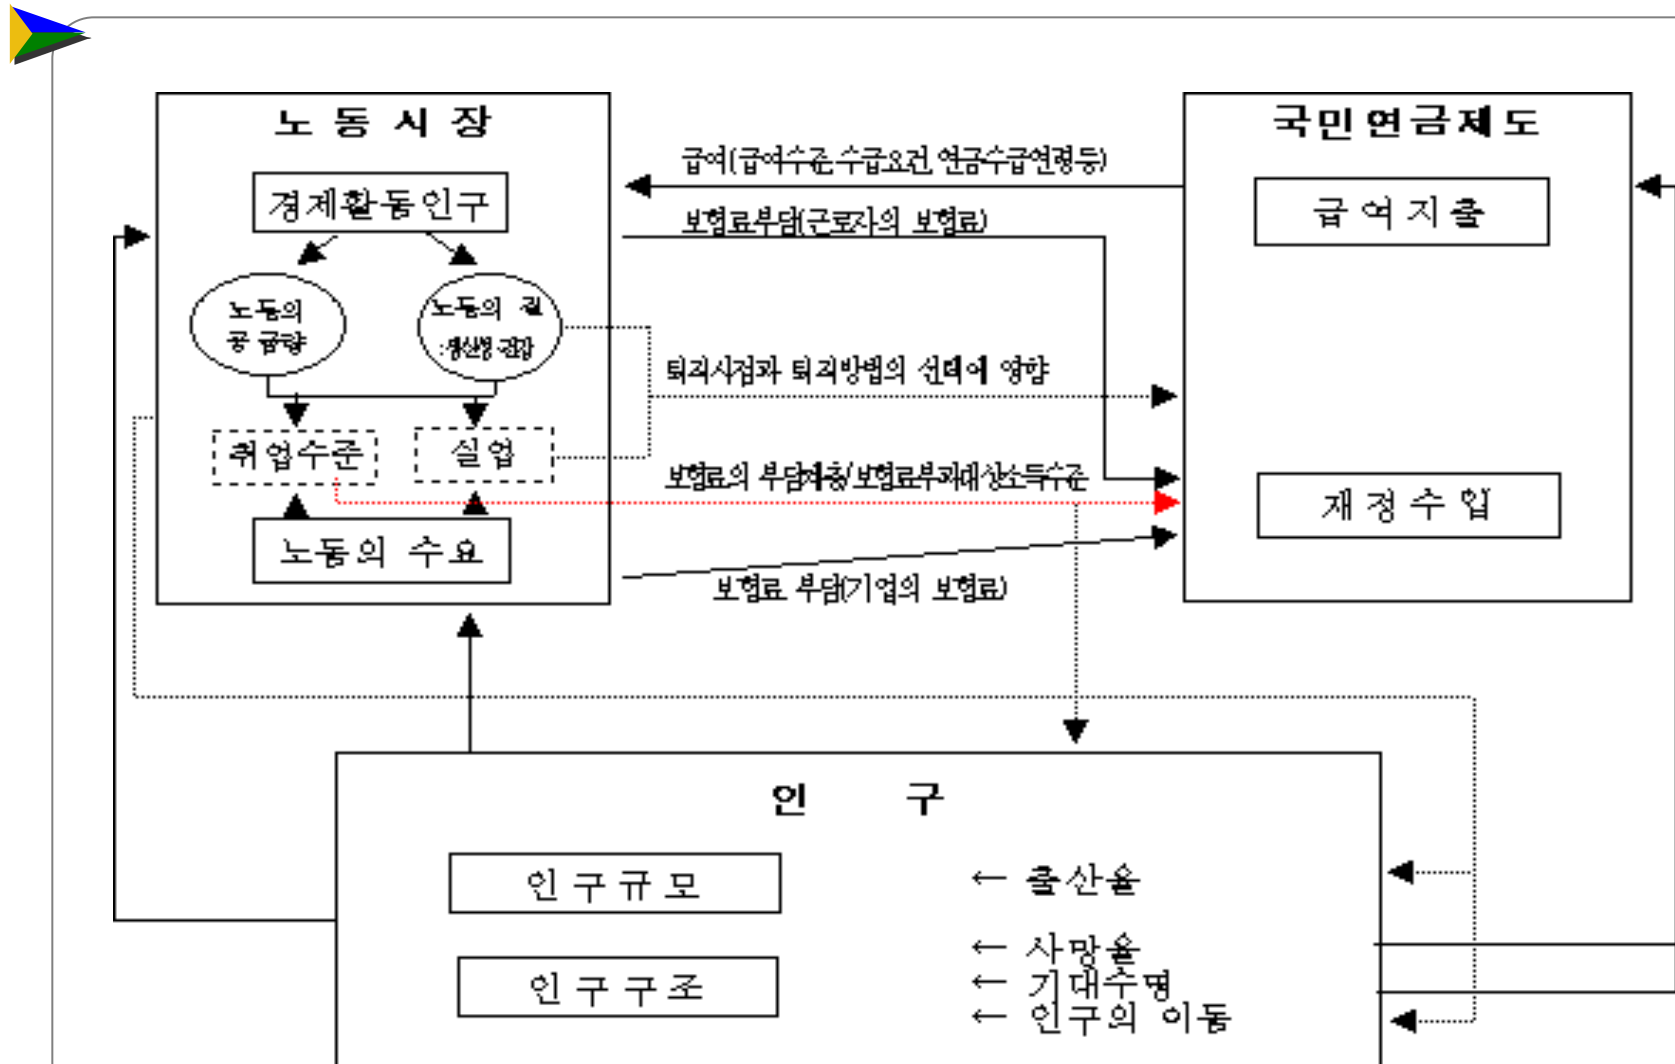 노 동 시 장
경제활동인구
노동의
공급량
노동의 질
:생산성·건강
취업수준
실업
노동의 수요
급여(급여수준,수급요건,연금수급연령등)
보험료부담(근로자의 보험료)
퇴직시점과 퇴직방법의 선택에 영향
보험료의 부담계층/보험료부과대상소득수준
보험료 부담(기업의 보험료)
국민연금제도
급여지출
재정수입
인 구
인구규모
인구구조
← 출산율
← 사망율
← 기대수명
← 인구의 이동